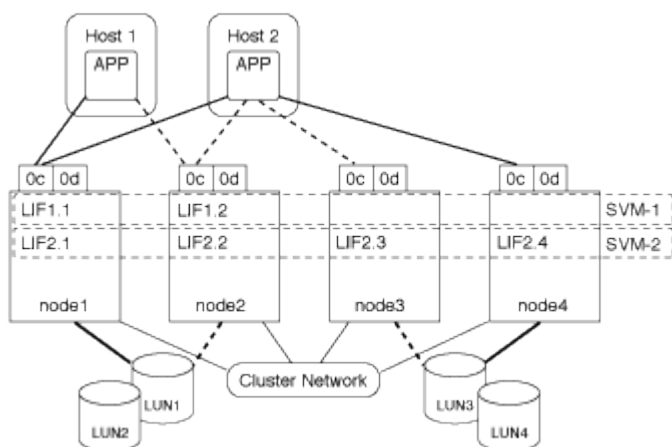 Host 1 Host 2
APP APP
0c 0d 0c 0d 0c 0d 0c 0d
LIF1.1 LIF1.2 SVM-1
LIF2.1 LIF2.2 LIF2.3 LIF2.4 SVM-2
node1 node2 node3 node4
Cluster Network
LUN1 LUN3
LUN2 LUN4